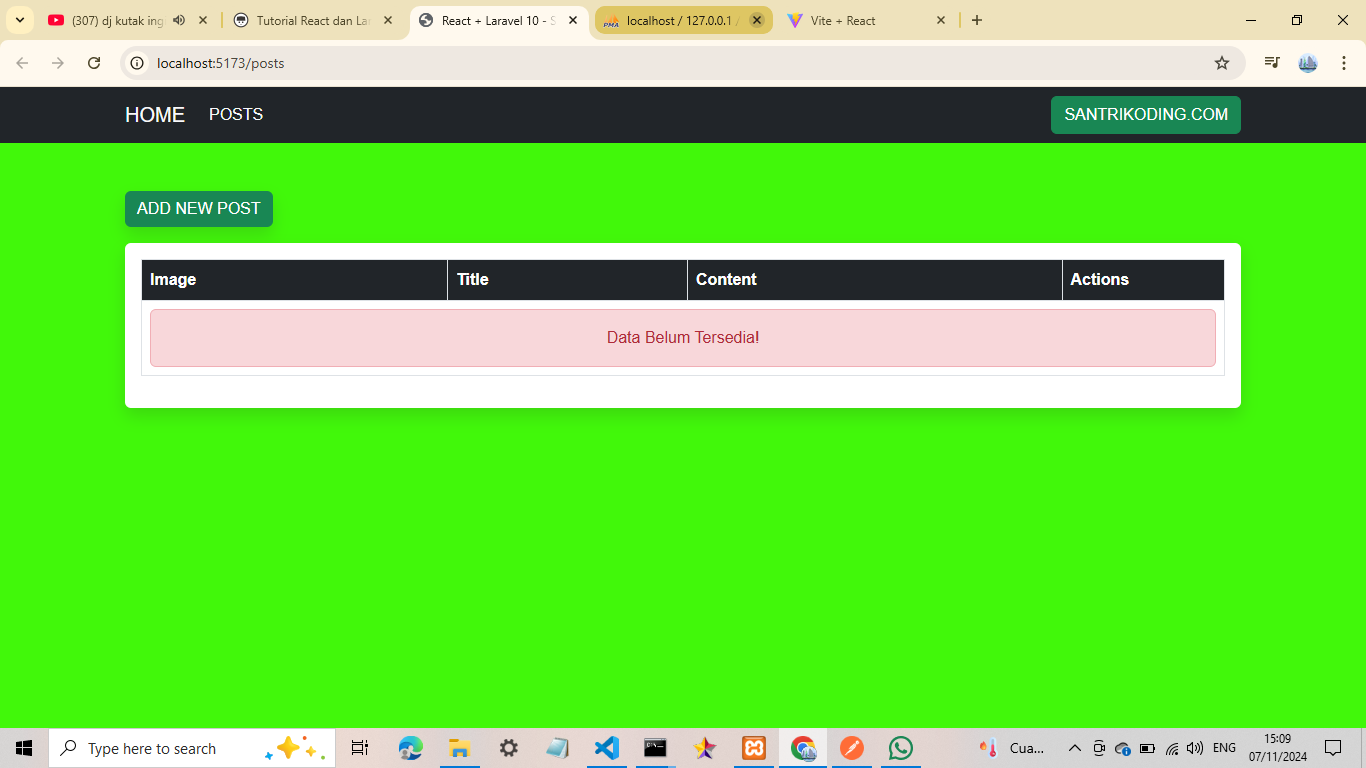 (307) dj kutak ing
Tutorial React dan La
React + Laravel 10 - S
PMA
localhost / 127.0.0.1 /
Vite + React
localhost:5173/posts
HOME
POSTS
SANTRIKODING.COM
ADD NEW POST
Image
Title
Content
Actions
Data Belum Tersedia!
Type here to search
Cua...
ENG
15:09
07/11/2024